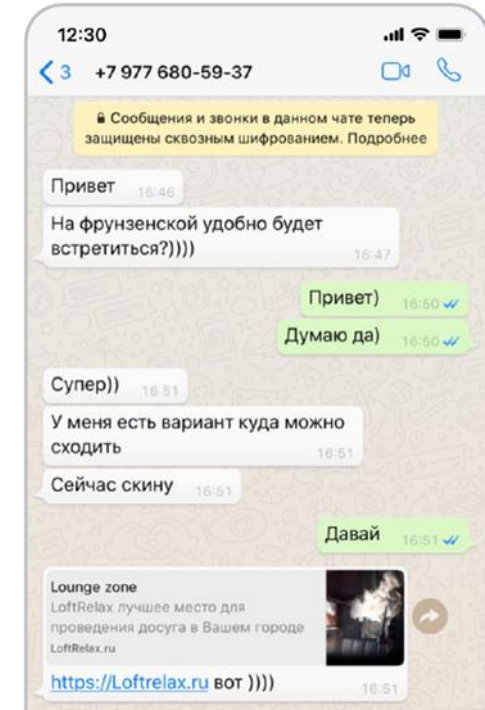 12:30
3 +7 977 680-59-37
Сообщения и звонки в данном чате теперь
защищены сквозным шифрованием. Подробнее
Привет 16:46
На фрунзенской удобно будет
встретиться?)))) 16:47
Привет) 16:50
Думаю да) 16:50
Супер)) 16:51
У меня есть вариант куда можно
сходить 16:51
Сейчас скину 16:51
Давай 16:51
Lounge zone
LoftRelax лучшее место для
проведения досуга в Вашем городе
LoftRelax.ru
https://Loftrelax.ru вот )))) 16:51